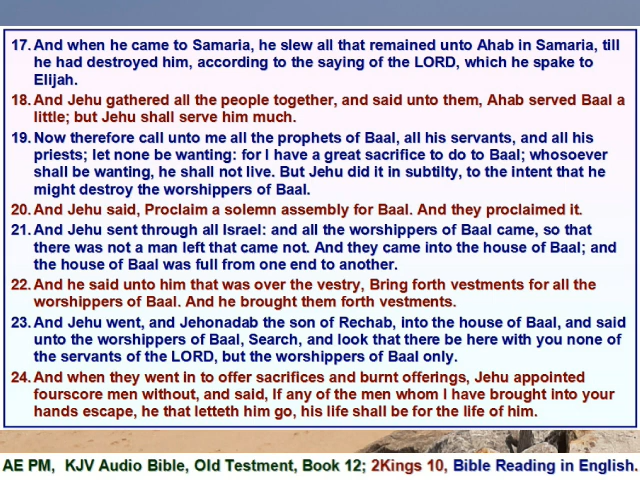 17. And when he came to Samaria, he slew all that remained unto Ahab in Samaria, till
he had destroyed him, according to the saying of the LORD, which he spake to
Elijah.
18. And Jehu gathered all the people together, and said unto them, Ahab served Baal a
little; but Jehu shall serve him much.
19. Now therefore call unto me all the prophets of Baal, all his servants, and all his
priests; let none be wanting: for I have a great sacrifice to do to Baal; whosoever
shall be wanting, he shall not live. But Jehu did it in subtilty, to the intent that he
might destroy the worshippers of Baal.
20. And Jehu said, Proclaim a solemn assembly for Baal. And they proclaimed it.
21. And Jehu sent through all Israel: and all the worshippers of Baal came, so that
there was not a man left that came not. And they came into the house of Baal; and
the house of Baal was full from one end to another.
22. And he said unto him that was over the vestry, Bring forth vestments for all the
worshippers of Baal. And he brought them forth vestments.
23. And Jehu went, and Jehonadab the son of Rechab, into the house of Baal, and said
unto the worshippers of Baal, Search, and look that there be here with you none of
the servants of the LORD, but the worshippers of Baal only.
24. And when they went in to offer sacrifices and burnt offerings, Jehu appointed
fourscore men without, and said, If any of the men whom I have brought into your
hands escape, he that letteth him go, his life shall be for the life of him.
AE PM, KJV Audio Bible, Old Testment, Book 12; 2Kings 10, Bible Reading in English.